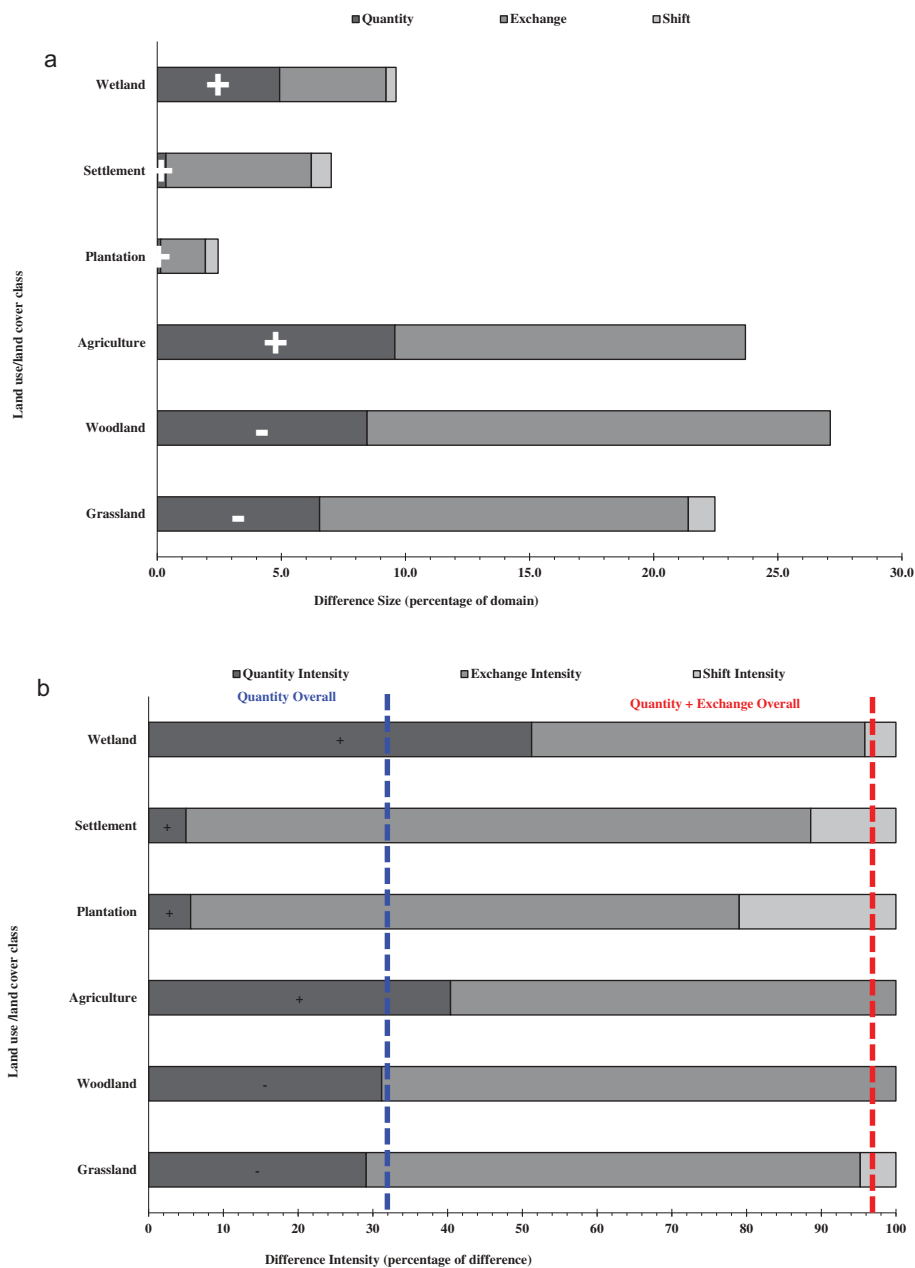 Quantity Exchange Shift
a
Wetland
Settlement
Plantation
Agriculture
Woodland
Grassland
Land use/land cover class
+
+
+
+
-
-
0.0 5.0 10.0 15.0 20.0 25.0 30.0
Difference Size (percentage of domain)
b
Quantity Intensity Exchange Intensity Shift Intensity
Quantity Overall
Quantity + Exchange Overall
Wetland
Settlement
Plantation
Agriculture
Woodland
Grassland
Land use /land cover class
+
+
+
+
-
-
0 10 20 30 40 50 60 70 80 90 100
Difference Intensity (percentage of difference)